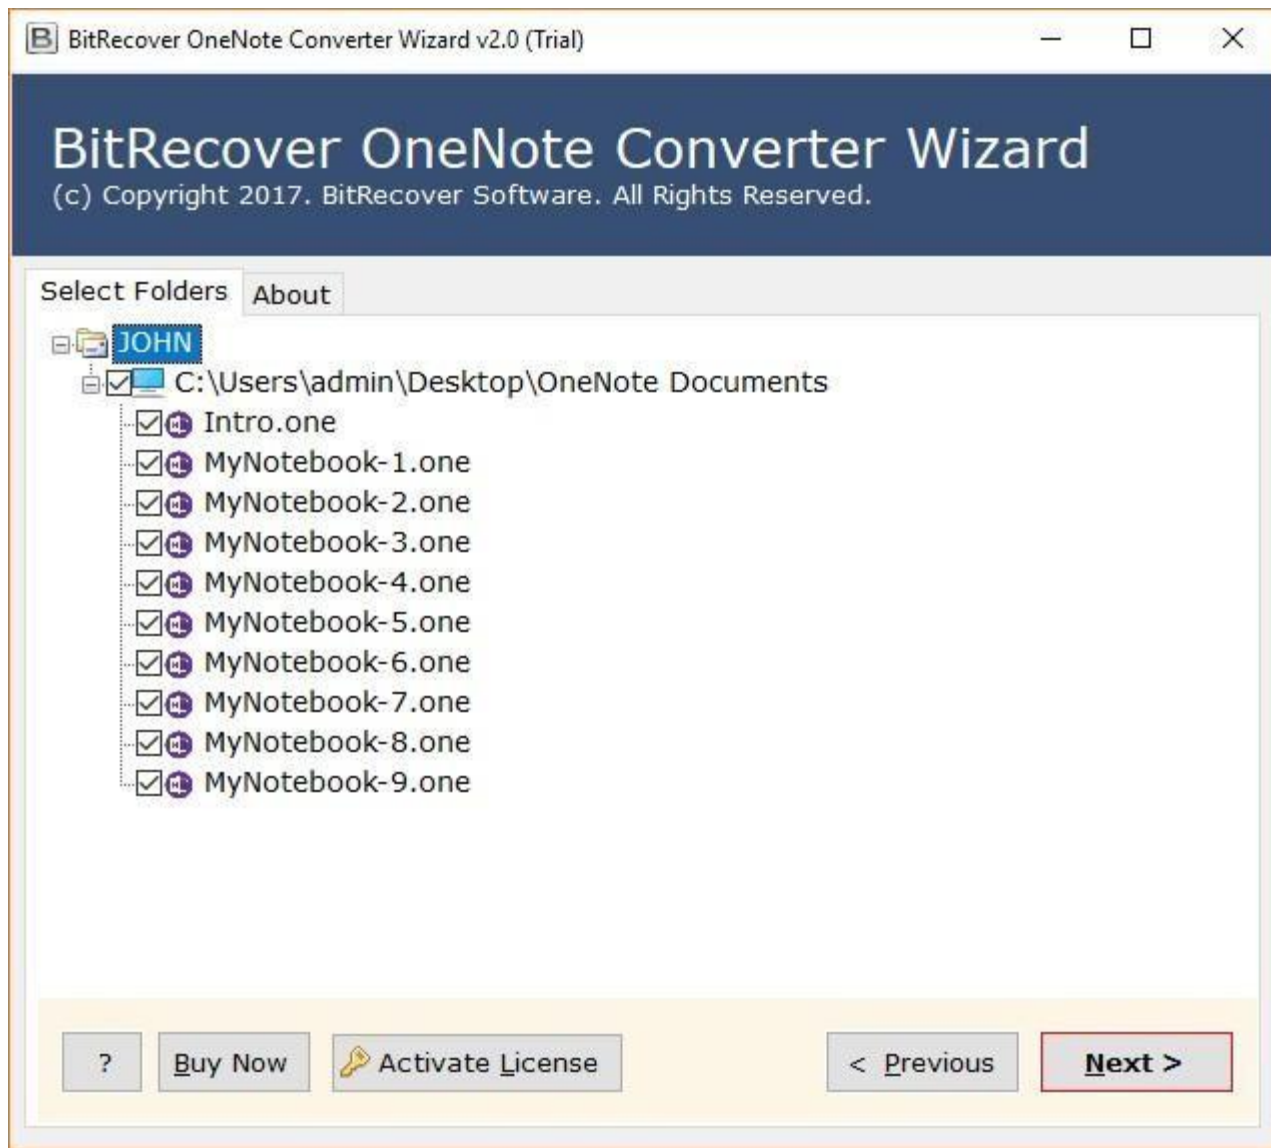 BitRecover OneNote Converter Wizard v2.0 (Trial)
BitRecover OneNote Converter Wizard
(c) Copyright 2017. BitRecover Software. All Rights Reserved.
Select Folders About
JOHN
C:\Users\admin\Desktop\OneNote Documents
Intro.one
MyNotebook-1.one
MyNotebook-2.one
MyNotebook-3.one
MyNotebook-4.one
MyNotebook-5.one
MyNotebook-6.one
MyNotebook-7.one
MyNotebook-8.one
MyNotebook-9.one
? Buy Now Activate License < Previous Next >